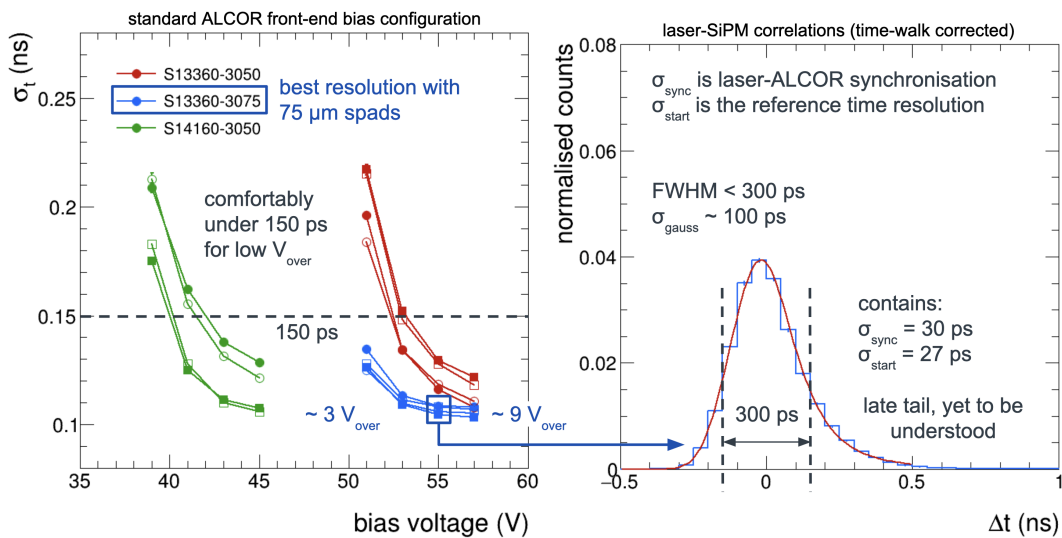 standard ALCOR front-end bias configuration
σt (ns)
0.25
0.2
0.15
0.1
S13360-3050
S13360-3075
S14160-3050
best resolution with
75 μm spads
comfortably
under 150 ps
for low Vover
150 ps
~ 3 Vover
~ 9 Vover
35
40
45
50
55
60
bias voltage (V)
laser-SiPM correlations (time-walk corrected)
normalised counts
0.08
0.06
0.04
0.02
0
σsync is laser-ALCOR synchronisation
σstart is the reference time resolution
FWHM < 300 ps
σgauss ~ 100 ps
contains:
σsync = 30 ps
σstart = 27 ps
late tail, yet to be
understood
300 ps
−0.5
0
0.5
1
Δt (ns)